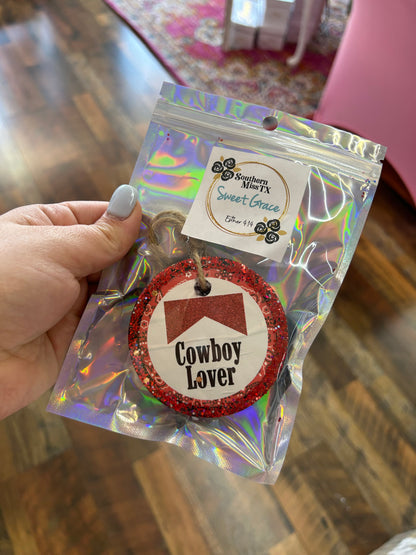 Southern
Miss TX
Sweet Grace
Esther 4:14
Cowboy
Lover